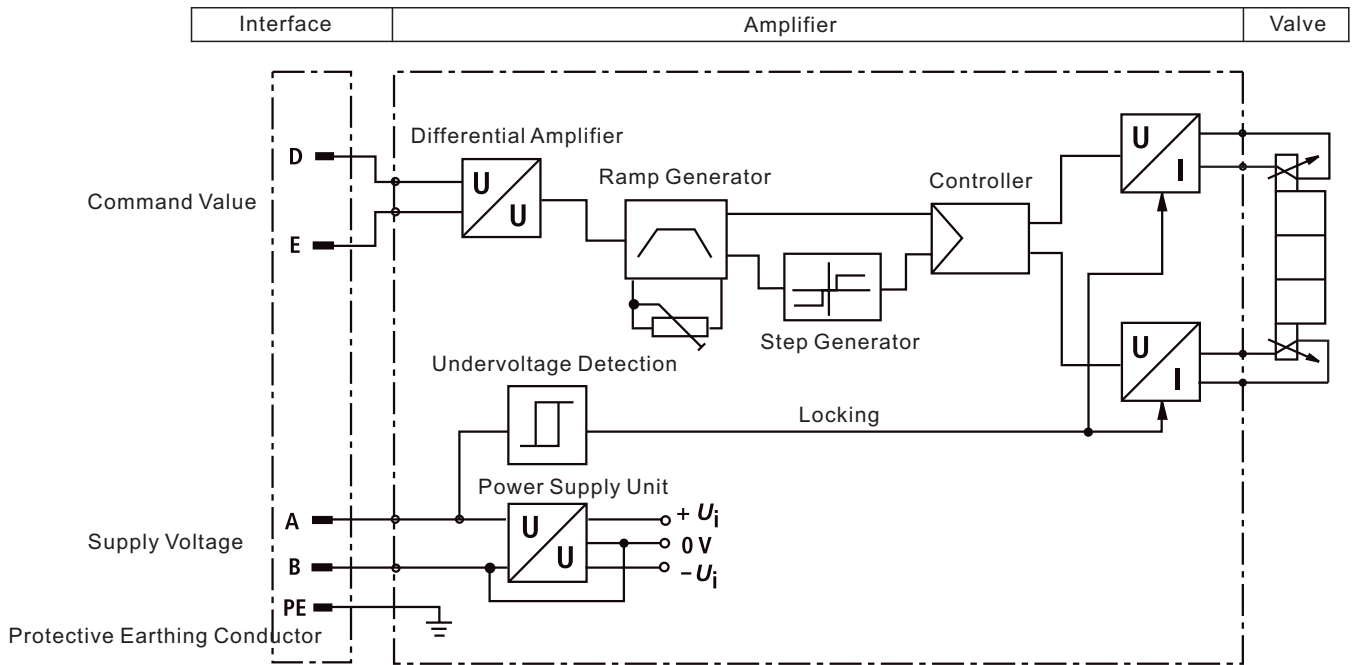 Interface
Amplifier
Valve
Differential Amplifier
D
U
U
Ramp Generator
Controller
U
I
Command Value
E
Step Generator
U
I
Undervoltage Detection
Locking
Power Supply Unit
A
U
U
+ Ui
0 V
Supply Voltage
B
– Ui
PE
Protective Earthing Conductor